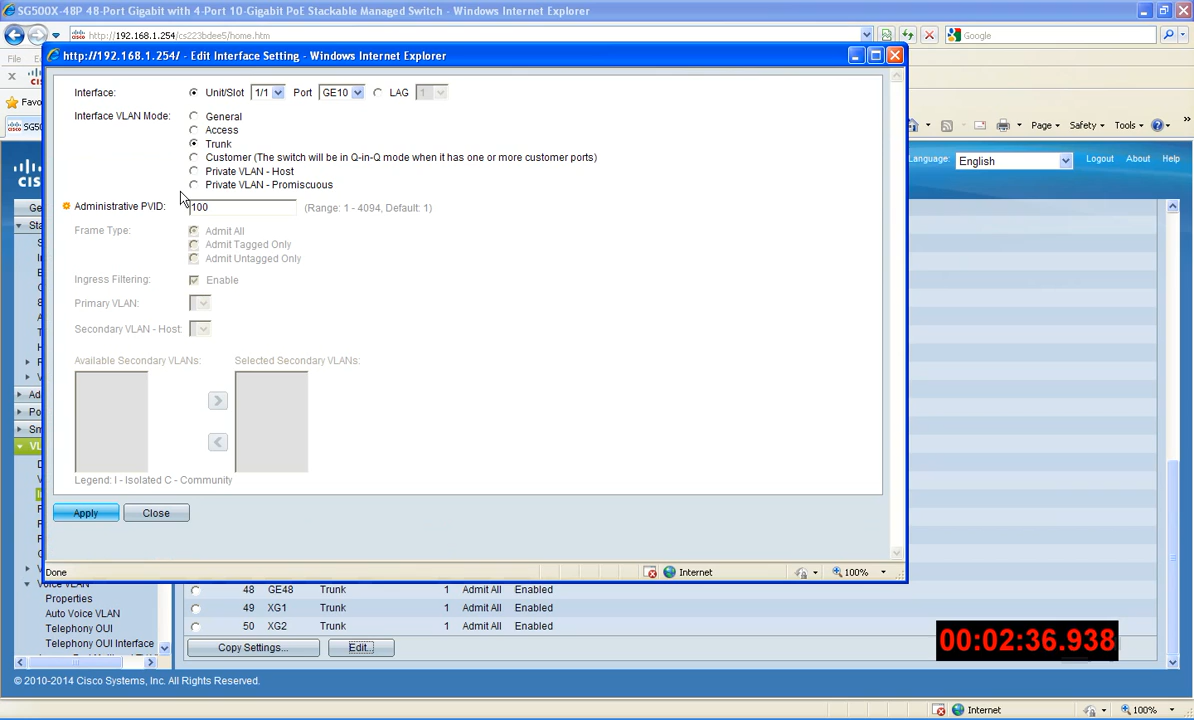 SG500X-48P 48-Port Gigabit with 4-Port 10-Gigabit PoE Stackable Managed Switch - Windows Internet Explorer
http://192.168.1.254/cs223bdee5/home.htm
Google
http://192.168.1.254/ - Edit Interface Setting - Windows Internet Explorer
Favo
SG50
Page
Safety
Tools
Language: English
Logout About Help
Interface: Unit/Slot 1/1 Port GE10 LAG 1
Interface VLAN Mode: General
Access
Trunk
Customer (The switch will be in Q-in-Q mode when it has one or more customer ports)
Private VLAN - Host
Private VLAN - Promiscuous
Administrative PVID: 100 (Range: 1 - 4094, Default: 1)
Frame Type: Admit All
Admit Tagged Only
Admit Untagged Only
Ingress Filtering: Enable
Primary VLAN:
Secondary VLAN - Host:
Available Secondary VLANs: Selected Secondary VLANs:
Legend: I - Isolated C - Community
Apply Close
Done Internet 100%
48 GE48 Trunk 1 Admit All Enabled
49 XG1 Trunk 1 Admit All Enabled
50 XG2 Trunk 1 Admit All Enabled
Properties
Auto Voice VLAN
Telephony OUI
Telephony OUI Interface
Copy Settings... Edit...
00:02:36.938
© 2010-2014 Cisco Systems, Inc. All Rights Reserved.
Internet 100%